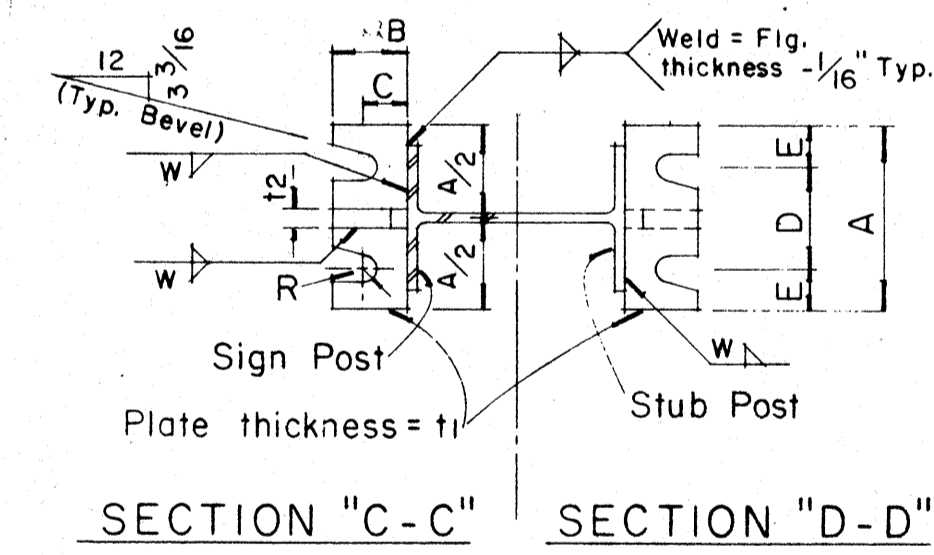 12
3 3/16
(Typ. Bevel)
B
C
Weld = Flg.
thickness - 1/16" Typ.
W
t2
A/2
E
D
A
W
R
A/2
E
Sign Post
W
Stub Post
Plate thickness = t1
SECTION "C-C"
SECTION "D-D"